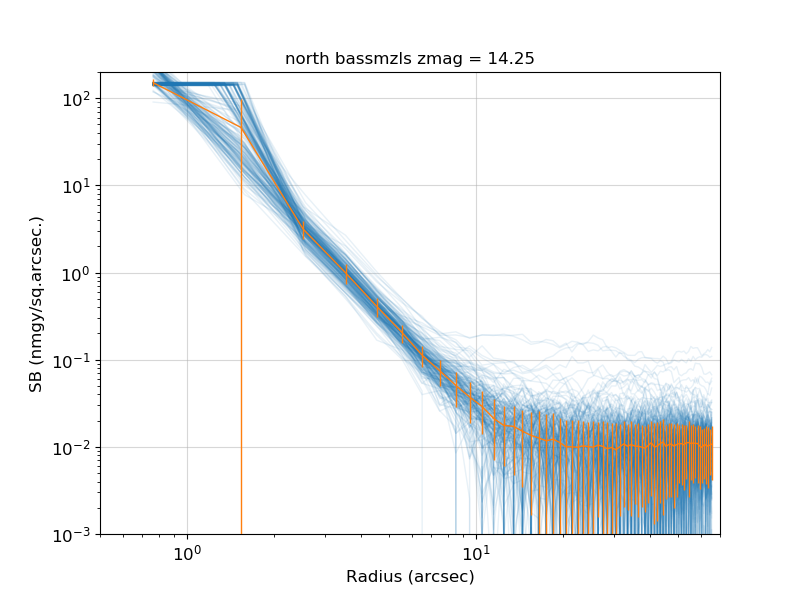 north bassmzls zmag = 14.25
SB (nmgy/sq.arcsec.)
10²
10¹
10⁰
10⁻¹
10⁻²
10⁻³
10⁰ 10¹
Radius (arcsec)